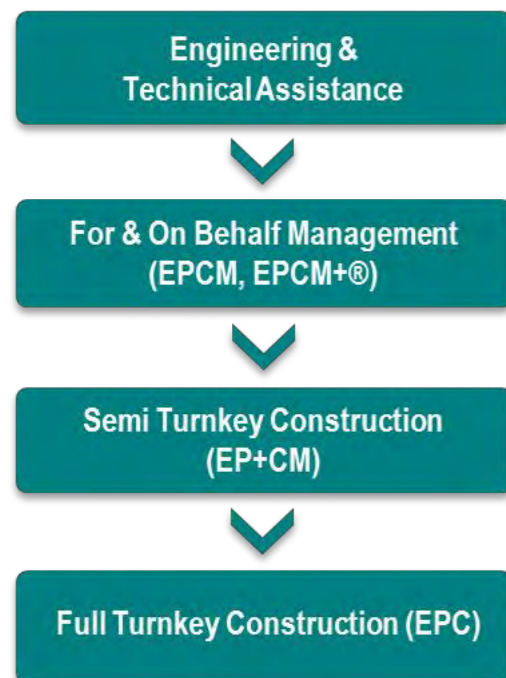 Engineering &
Technical Assistance
For & On Behalf Management
(EPCM, EPCM+®)
Semi Turnkey Construction
(EP+CM)
Full Turnkey Construction (EPC)